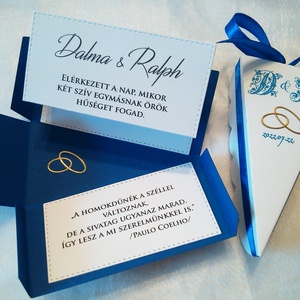 Dalma & Ralph
Elérkezett a nap, mikor
két szív egymásnak örök
hűséget fogad.
„A homokdűnék a széllel
változnak,
de a sivatag ugyanaz marad.
Így lesz a mi szerelmünkkel is."
/Paulo Coelho/
D &